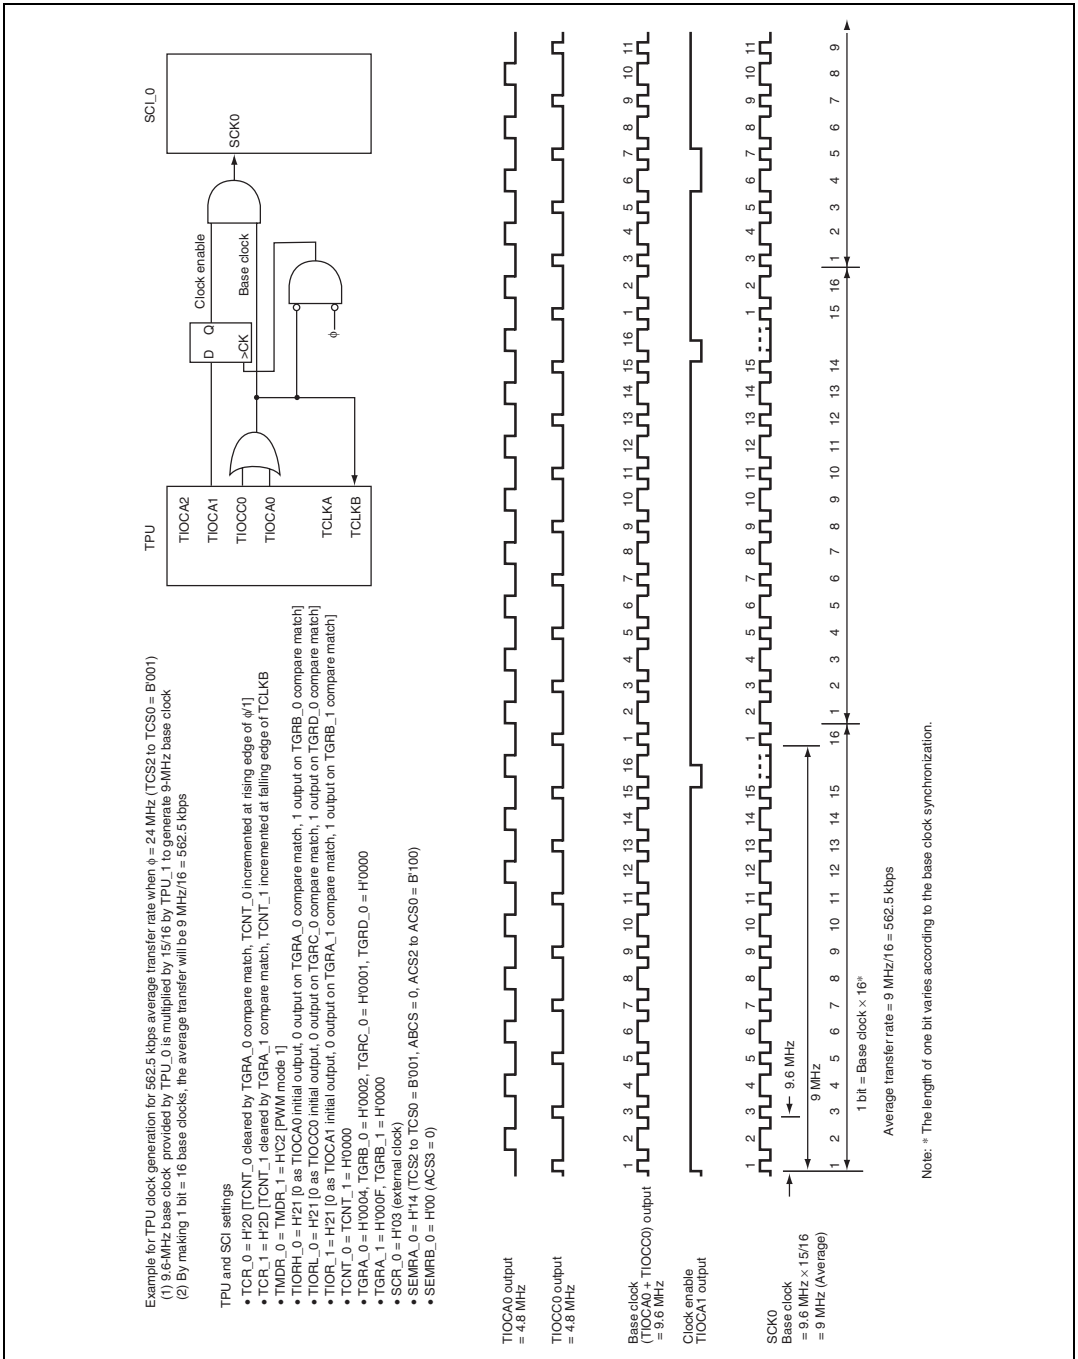 Example for TPU clock generation for 562.5 kbps average transfer rate when φ = 24 MHz (TCS2 to TCS0 = B'001)
(1) 9.6-MHz base clock provided by TPU_0 is multiplied by 15/16 by TPU_1 to generate 9-MHz base clock
(2) By making 1 bit = 16 base clocks, the average transfer will be 9 MHz/16 = 562.5 kbps
TPU and SCI settings
• TCR_0 = H'20 [TCNT_0 cleared by TGRA_0 compare match, TCNT_0 incremented at rising edge of φ/1]
• TCR_1 = H'2D [TCNT_1 cleared by TGRA_1 compare match, TCNT_1 incremented at falling edge of TCLKB
• TMDR_0 = TMDR_1 = H'C2 [PWM mode 1]
• TIORH_0 = H'21 [0 as TIOCA0 initial output, 0 output on TGRA_0 compare match, 1 output on TGRB_0 compare match]
• TIORL_0 = H'21 [0 as TIOCC0 initial output, 0 output on TGRC_0 compare match, 1 output on TGRD_0 compare match]
• TIOR_1 = H'21 [0 as TIOCA1 initial output, 0 output on TGRA_1 compare match, 1 output on TGRB_1 compare match]
• TCNT_0 = TCNT_1 = H'0000
• TGRA_0 = H'0004, TGRB_0 = H'0002, TGRC_0 = H'0001, TGRD_0 = H'0000
• TGRA_1 = H'000F, TGRB_1 = H'0000
• SCR_0 = H'03 (external clock)
• SEMRA_0 = H'14 (TCS2 to TCS0 = B'001, ABCS = 0, ACS2 to ACS0 = B'100)
• SEMRB_0 = H'00 (ACS3 = 0)
TPU
TIOCA2
TIOCA1
TIOCC0
TIOCA0
TCLKA
TCLKB
D Q
>CK
Clock enable
Base clock
φ
SCI_0
SCK0
TIOCA0 output
= 4.8 MHz
TIOCC0 output
= 4.8 MHz
Base clock
(TIOCA0 + TIOCC0) output
= 9.6 MHz
1 2 3 4 5 6 7 8 9 10 11 12 13 14 15 16 1 2 3 4 5 6 7 8 9 10 11 12 13 14 15 16 1 2 3 4 5 6 7 8 9 10 11
Clock enable
TIOCA1 output
SCK0
Base clock
= 9.6 MHz × 15/16
= 9 MHz (Average)
1 2 3 4 5 6 7 8 9 10 11 12 13 14 15 1 2 3 4 5 6 7 8 9 10 11 12 13 14 15 1 2 3 4 5 6 7 8 9 10 11
9.6 MHz
9 MHz
1 2 3 4 5 6 7 8 9 10 11 12 13 14 15 16 1 2 3 4 5 6 7 8 9 10 11 12 13 14 15 16 1 2 3 4 5 6 7 8 9
1 bit = Base clock × 16*
Average transfer rate = 9 MHz/16 = 562.5 kbps
Note: * The length of one bit varies according to the base clock synchronization.